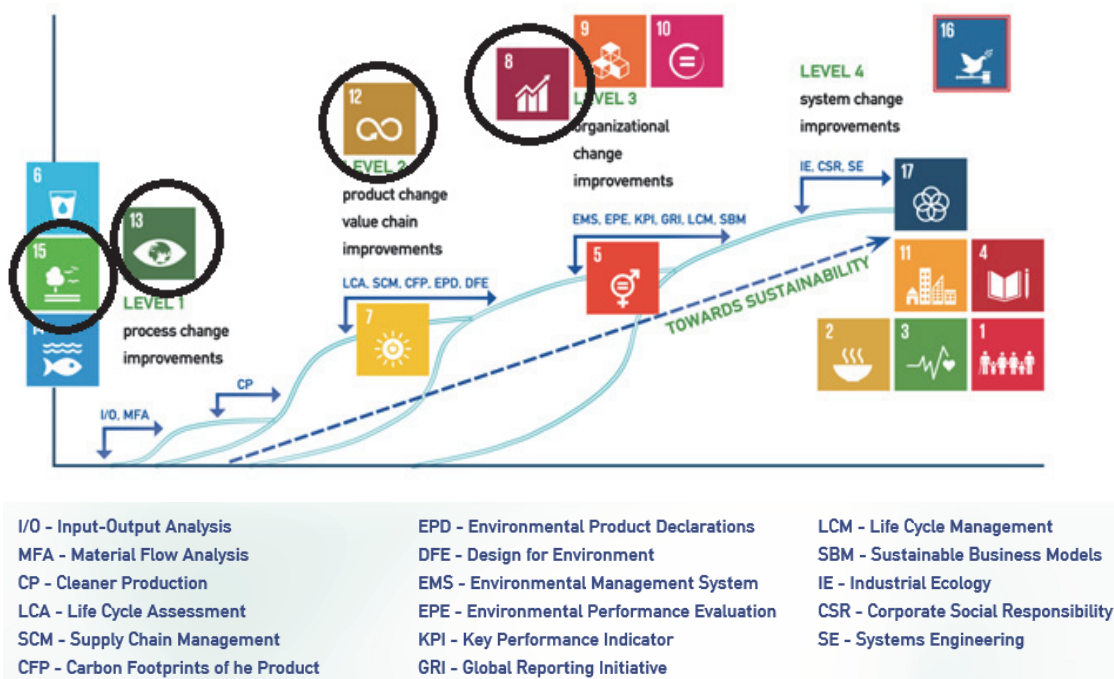 9
10
8
16
LEVEL 4
system change
improvements
12
LEVEL 3
organizational
change
improvements
LEVEL 2
product change
value chain
improvements
IE, CSR, SE
17
6
13
EMS, EPE, KPI, GRI, LCM, SBM
15
5
11
4
LEVEL 1
process change
improvements
LCA, SCM, CFP, EPD, DFE
7
TOWARDS SUSTAINABILITY
2
3
1
CP
I/O, MFA
I/O - Input-Output Analysis
MFA - Material Flow Analysis
CP - Cleaner Production
LCA - Life Cycle Assessment
SCM - Supply Chain Management
CFP - Carbon Footprints of he Product
EPD - Environmental Product Declarations
DFE - Design for Environment
EMS - Environmental Management System
EPE - Environmental Performance Evaluation
KPI - Key Performance Indicator
GRI - Global Reporting Initiative
LCM - Life Cycle Management
SBM - Sustainable Business Models
IE - Industrial Ecology
CSR - Corporate Social Responsibility
SE - Systems Engineering